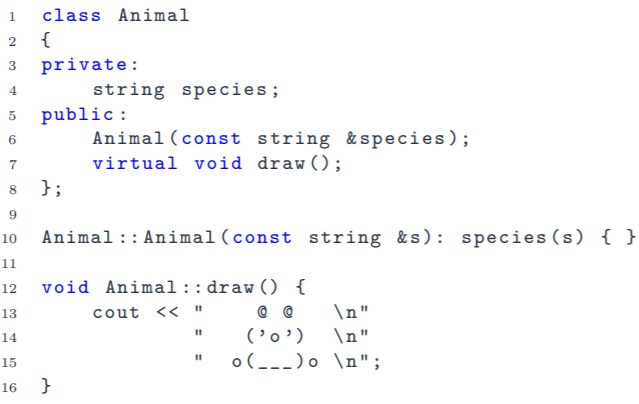 1 class Animal
2 {
3 private:
4     string species;
5 public:
6     Animal(const string &species);
7     virtual void draw();
8 };
9
10 Animal::Animal(const string &s): species(s) { }
11
12 void Animal::draw() {
13     cout << "    @ @   \n"
14             "   ('o')  \n"
15             "  o(___)o \n";
16 }